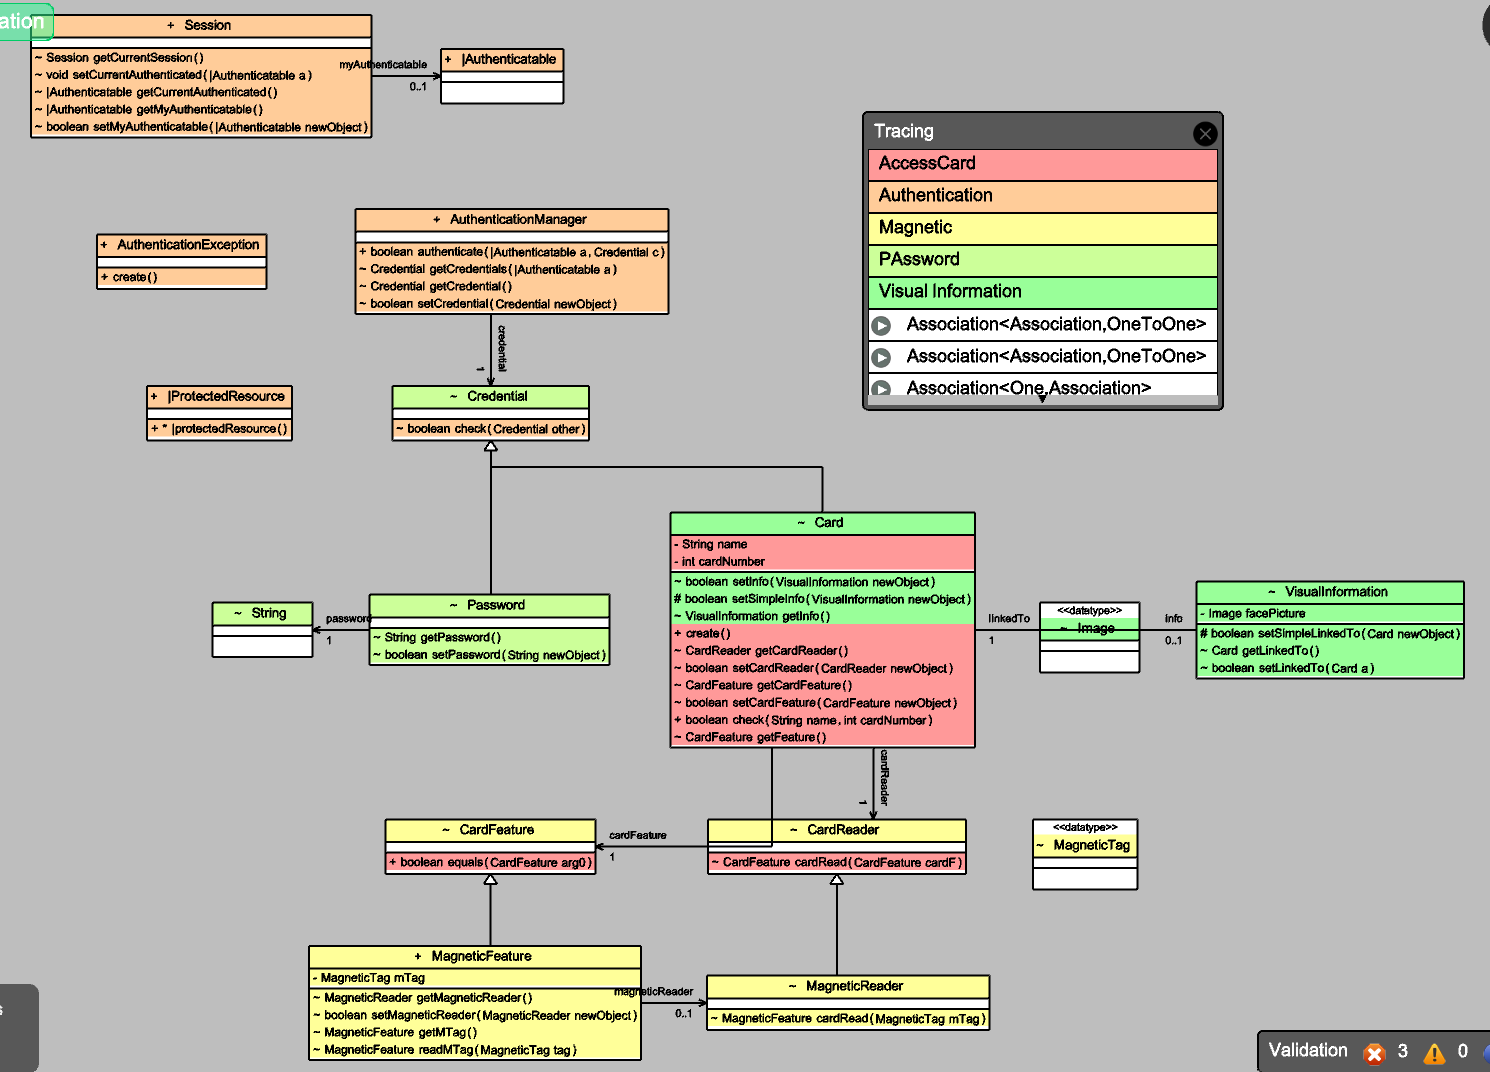 ation
+ Session
~ Session getCurrentSession()
~ void setCurrentAuthenticated(|Authenticatable a)
~ |Authenticatable getCurrentAuthenticated()
~ |Authenticatable getMyAuthenticatable()
~ boolean setMyAuthenticatable(|Authenticatable newObject)
myAuthenticatable
0..1
+ |Authenticatable
Tracing
AccessCard
Authentication
Magnetic
PAssword
Visual Information
Association<Association,OneToOne>
Association<Association,OneToOne>
Association<One,Association>
+ AuthenticationException
+ create()
+ AuthenticationManager
+ boolean authenticate(|Authenticatable a, Credential c)
~ Credential getCredentials(|Authenticatable a)
~ Credential getCredential()
~ boolean setCredential(Credential newObject)
credential
1
+ |ProtectedResource
+ * |protectedResource()
~ Credential
~ boolean check(Credential other)
~ Card
- String name
- int cardNumber
~ boolean setInfo(VisualInformation newObject)
# boolean setSimpleInfo(VisualInformation newObject)
~ VisualInformation getInfo()
+ create()
~ CardReader getCardReader()
~ boolean setCardReader(CardReader newObject)
~ CardFeature getCardFeature()
~ boolean setCardFeature(CardFeature newObject)
+ boolean check(String name, int cardNumber)
~ CardFeature getFeature()
~ String
password
1
~ Password
~ String getPassword()
~ boolean setPassword(String newObject)
linkedTo
1
<<datatype>>
~ Image
info
0..1
~ VisualInformation
- Image facePicture
# boolean setSimpleLinkedTo(Card newObject)
~ Card getLinkedTo()
~ boolean setLinkedTo(Card a)
cardReader
1
~ CardFeature
+ boolean equals(CardFeature arg0)
cardFeature
1
~ CardReader
~ CardFeature cardRead(CardFeature cardF)
<<datatype>>
~ MagneticTag
+ MagneticFeature
- MagneticTag mTag
~ MagneticReader getMagneticReader()
~ boolean setMagneticReader(MagneticReader newObject)
~ MagneticFeature getMTag()
~ MagneticFeature readMTag(MagneticTag tag)
magneticReader
0..1
~ MagneticReader
~ MagneticFeature cardRead(MagneticTag mTag)
s
Validation 3 0